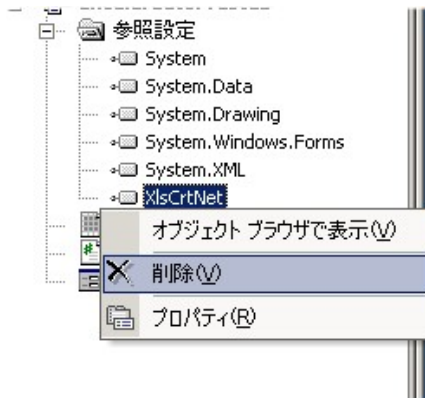 参照設定
System
System.Data
System.Drawing
System.Windows.Forms
System.XML
XlsCrtNet
オブジェクト ブラウザで表示(V)
削除(V)
プロパティ(R)